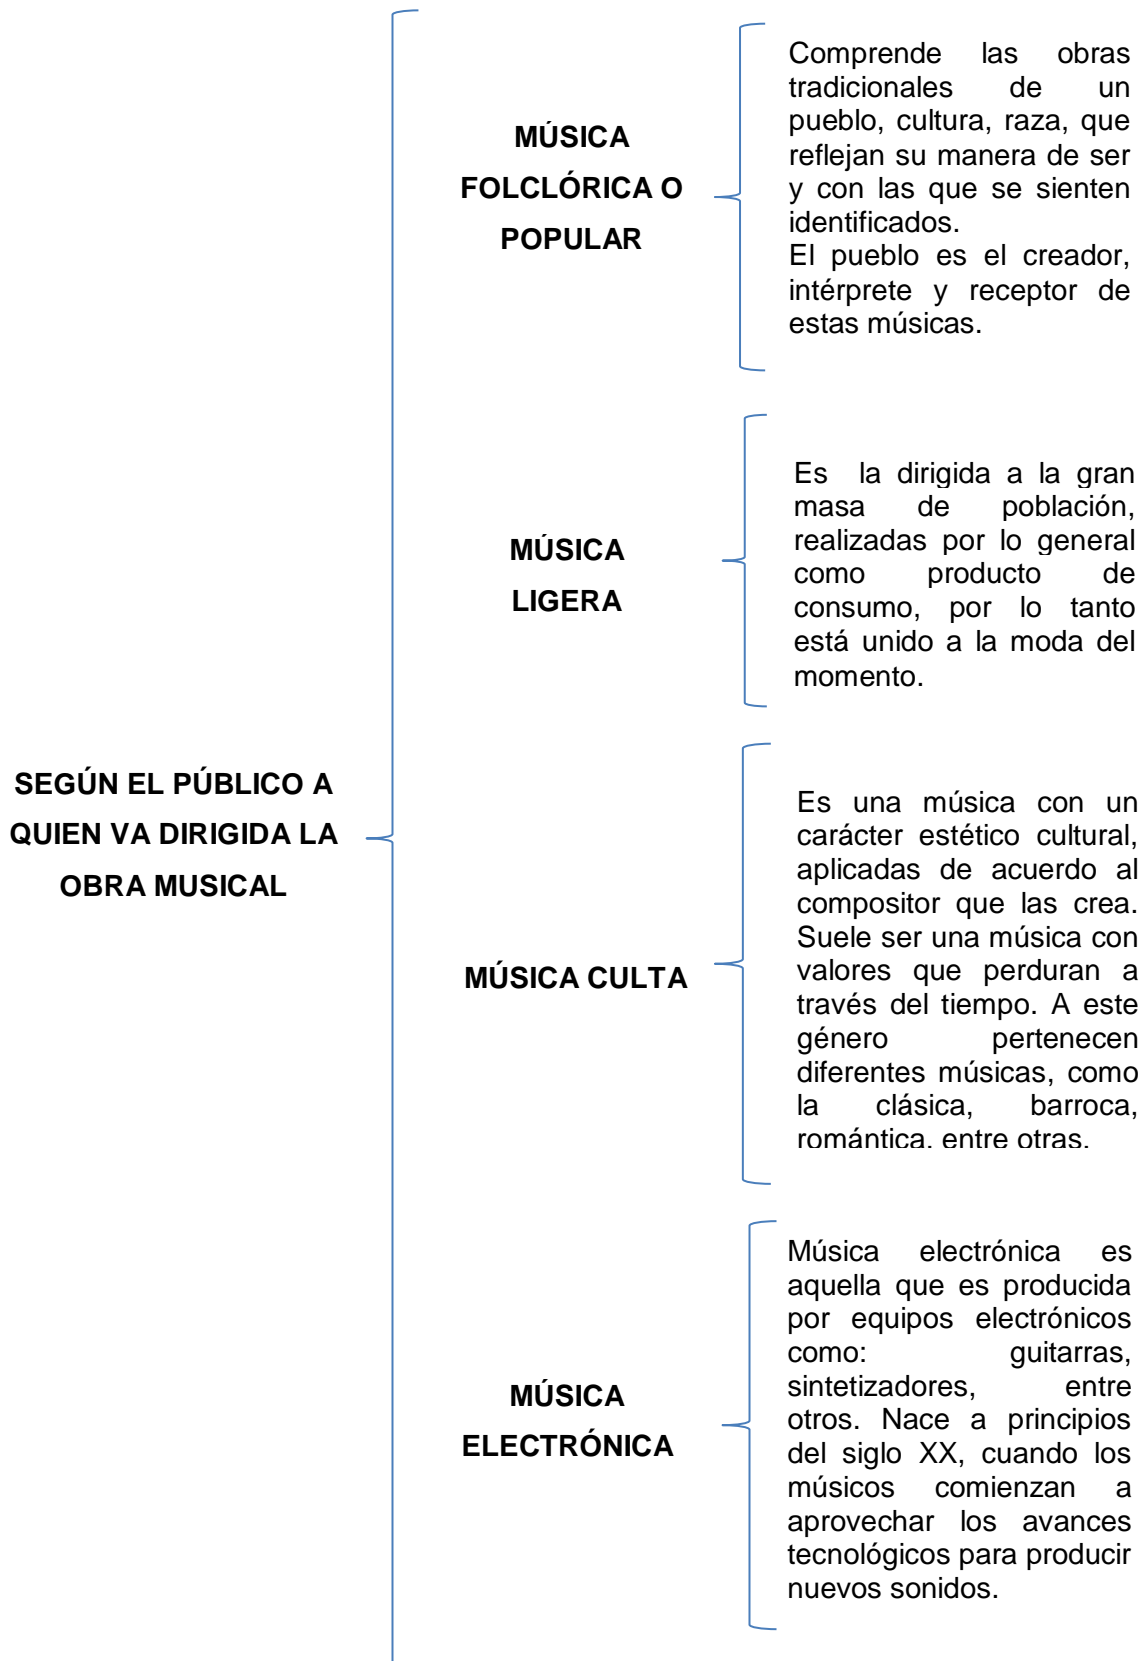 SEGÚN EL PÚBLICO A
QUIEN VA DIRIGIDA LA
OBRA MUSICAL
MÚSICA
FOLCLÓRICA O
POPULAR
Comprende las obras
tradicionales de un
pueblo, cultura, raza, que
reflejan su manera de ser
y con las que se sienten
identificados.
El pueblo es el creador,
intérprete y receptor de
estas músicas.
MÚSICA
LIGERA
Es la dirigida a la gran
masa de población,
realizadas por lo general
como producto de
consumo, por lo tanto
está unido a la moda del
momento.
MÚSICA CULTA
Es una música con un
carácter estético cultural,
aplicadas de acuerdo al
compositor que las crea.
Suele ser una música con
valores que perduran a
través del tiempo. A este
género pertenecen
diferentes músicas, como
la clásica, barroca,
romántica, entre otras.
MÚSICA
ELECTRÓNICA
Música electrónica es
aquella que es producida
por equipos electrónicos
como: guitarras,
sintetizadores, entre
otros. Nace a principios
del siglo XX, cuando los
músicos comienzan a
aprovechar los avances
tecnológicos para producir
nuevos sonidos.